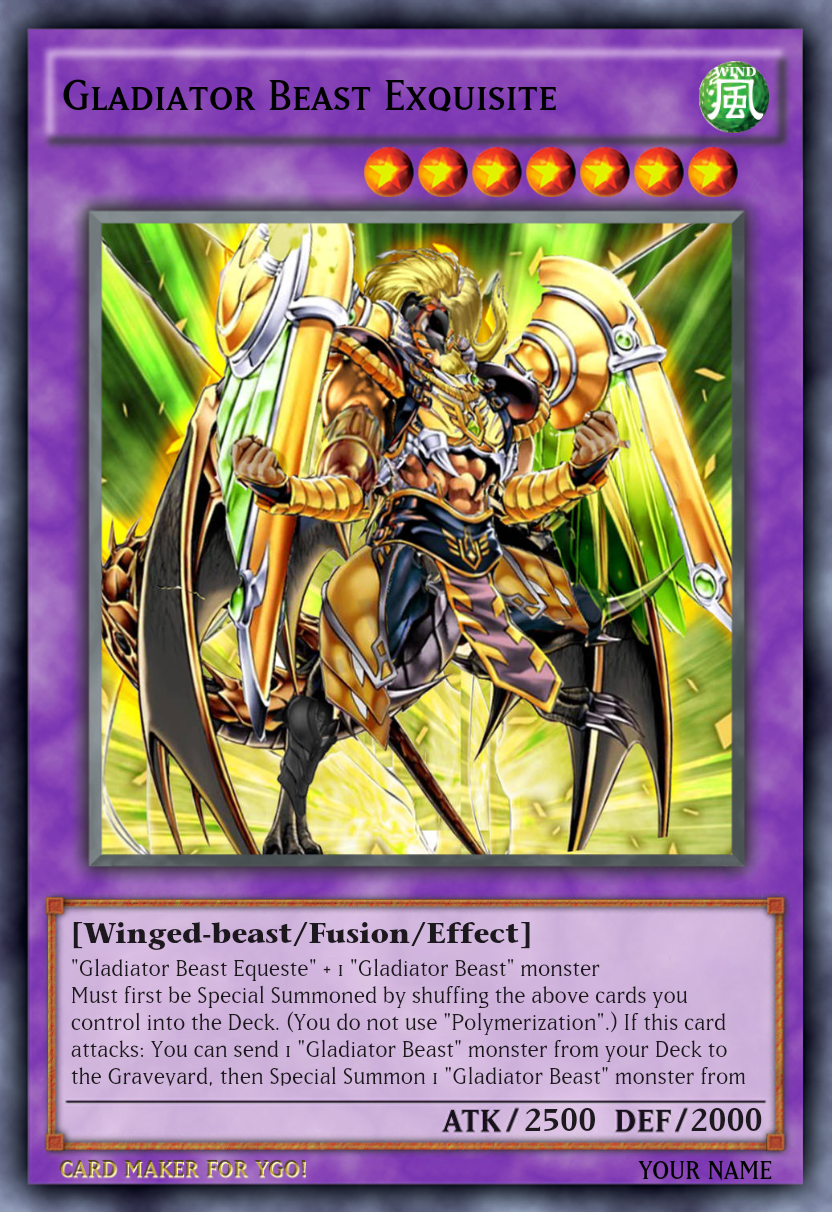 Gladiator Beast Exquisite
WIND
風
[Winged-beast/Fusion/Effect]
"Gladiator Beast Equeste" + 1 "Gladiator Beast" monster
Must first be Special Summoned by shuffing the above cards you
control into the Deck. (You do not use "Polymerization".) If this card
attacks: You can send 1 "Gladiator Beast" monster from your Deck to
the Graveyard, then Special Summon 1 "Gladiator Beast" monster from
ATK/2500 DEF/2000
CARD MAKER FOR YGO!
YOUR NAME